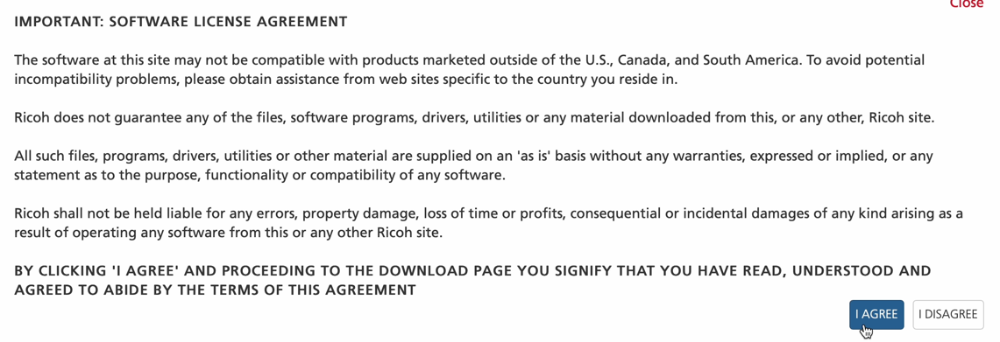 Close
IMPORTANT: SOFTWARE LICENSE AGREEMENT
The software at this site may not be compatible with products marketed outside of the U.S., Canada, and South America. To avoid potential
incompatibility problems, please obtain assistance from web sites specific to the country you reside in.
Ricoh does not guarantee any of the files, software programs, drivers, utilities or any material downloaded from this, or any other, Ricoh site.
All such files, programs, drivers, utilities or other material are supplied on an 'as is' basis without any warranties, expressed or implied, or any
statement as to the purpose, functionality or compatibility of any software.
Ricoh shall not be held liable for any errors, property damage, loss of time or profits, consequential or incidental damages of any kind arising as a
result of operating any software from this or any other Ricoh site.
BY CLICKING 'I AGREE' AND PROCEEDING TO THE DOWNLOAD PAGE YOU SIGNIFY THAT YOU HAVE READ, UNDERSTOOD AND
AGREED TO ABIDE BY THE TERMS OF THIS AGREEMENT
I AGREE I DISAGREE